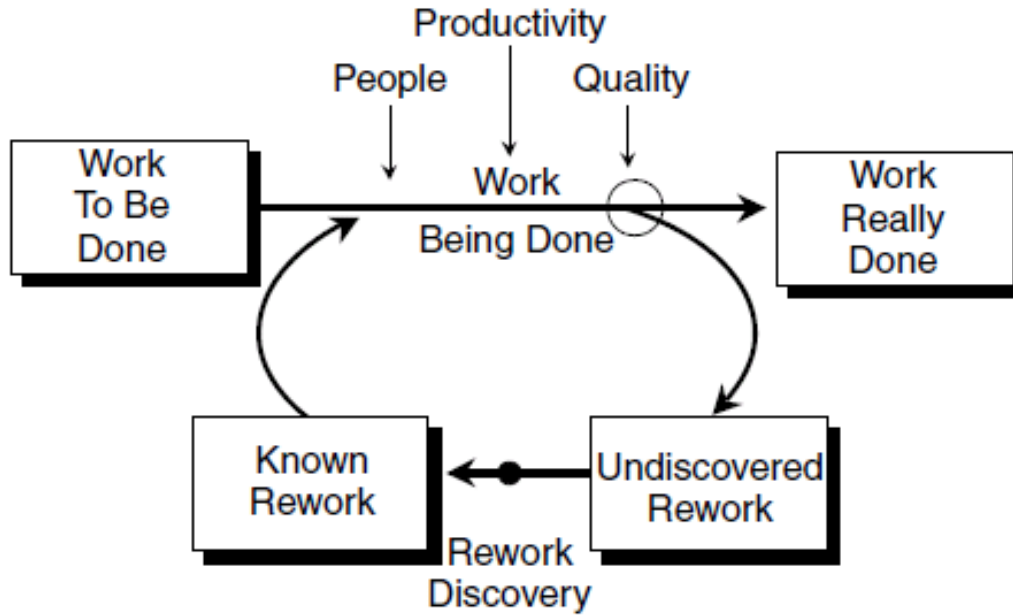 Productivity
People
Quality
Work
To Be
Done
Work
Being Done
Work
Really
Done
Known
Rework
Undiscovered
Rework
Rework
Discovery